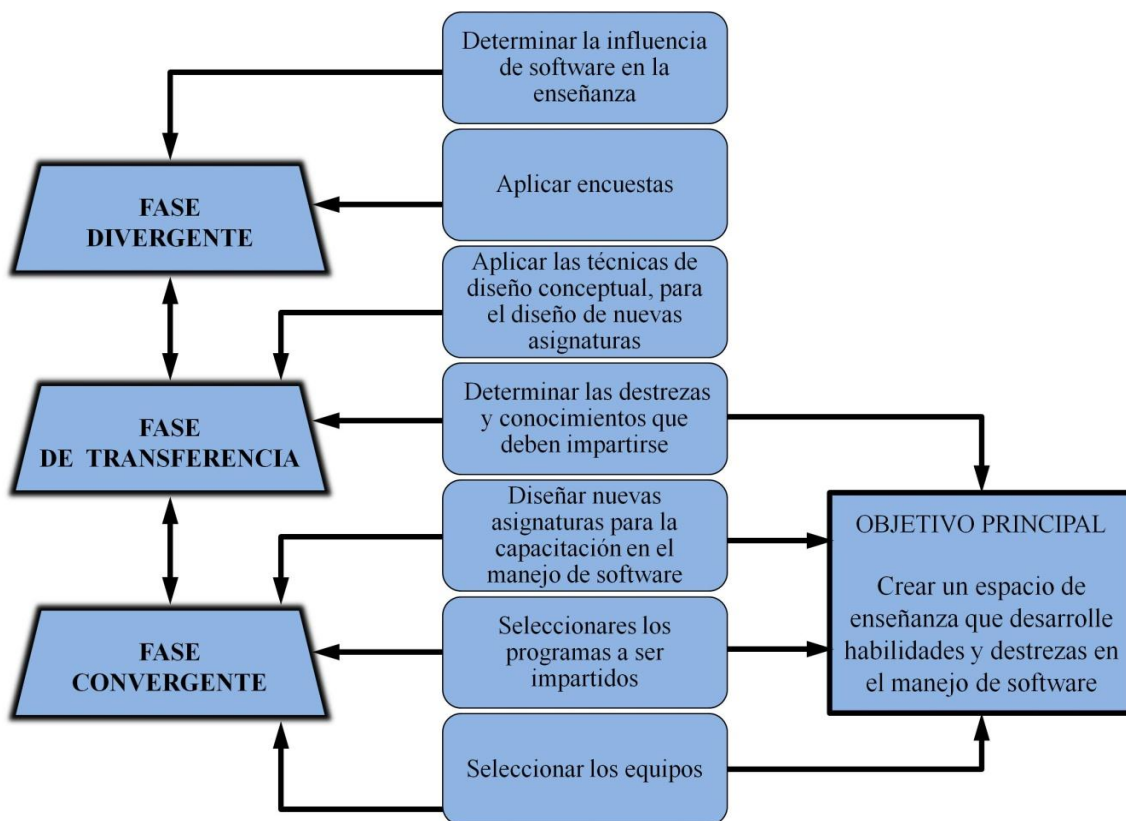 Determinar la influencia
de software en la
enseñanza
Aplicar encuestas
FASE
DIVERGENTE
Aplicar las técnicas de
diseño conceptual, para
el diseño de nuevas
asignaturas
Determinar las destrezas
y conocimientos que
deben impartirse
FASE
DE TRANSFERENCIA
Diseñar nuevas
asignaturas para la
capacitación en el
manejo de software
OBJETIVO PRINCIPAL
Crear un espacio de
enseñanza que desarrolle
habilidades y destrezas en
el manejo de software
Seleccionares los
programas a ser
impartidos
FASE
CONVERGENTE
Seleccionar los equipos